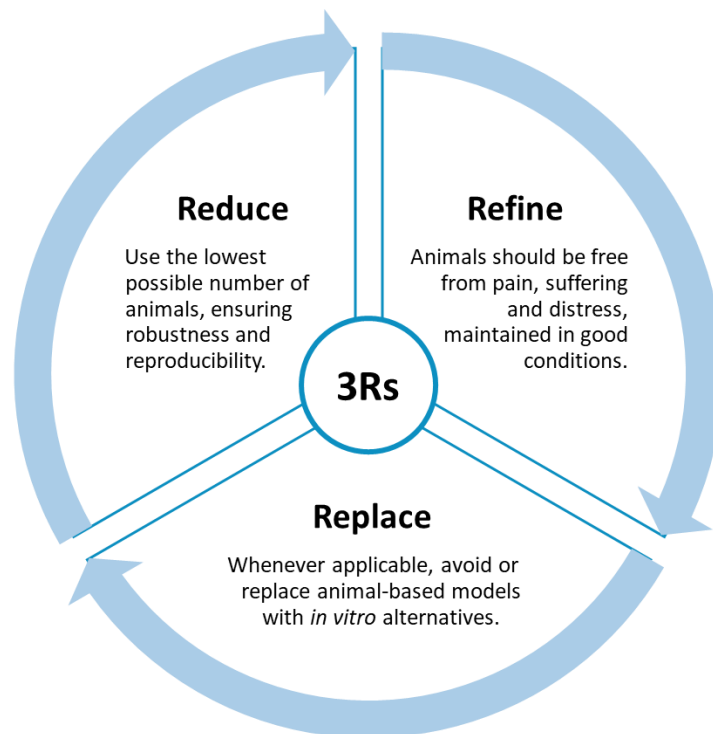 Reduce
Use the lowest
possible number of
animals, ensuring
robustness and
reproducibility.
Refine
Animals should be free
from pain, suffering
and distress,
maintained in good
conditions.
3Rs
Replace
Whenever applicable, avoid or
replace animal-based models
with in vitro alternatives.